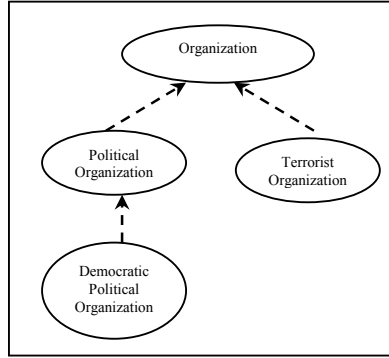 Organization
Political
Organization
Terrorist
Organization
Democratic
Political
Organization